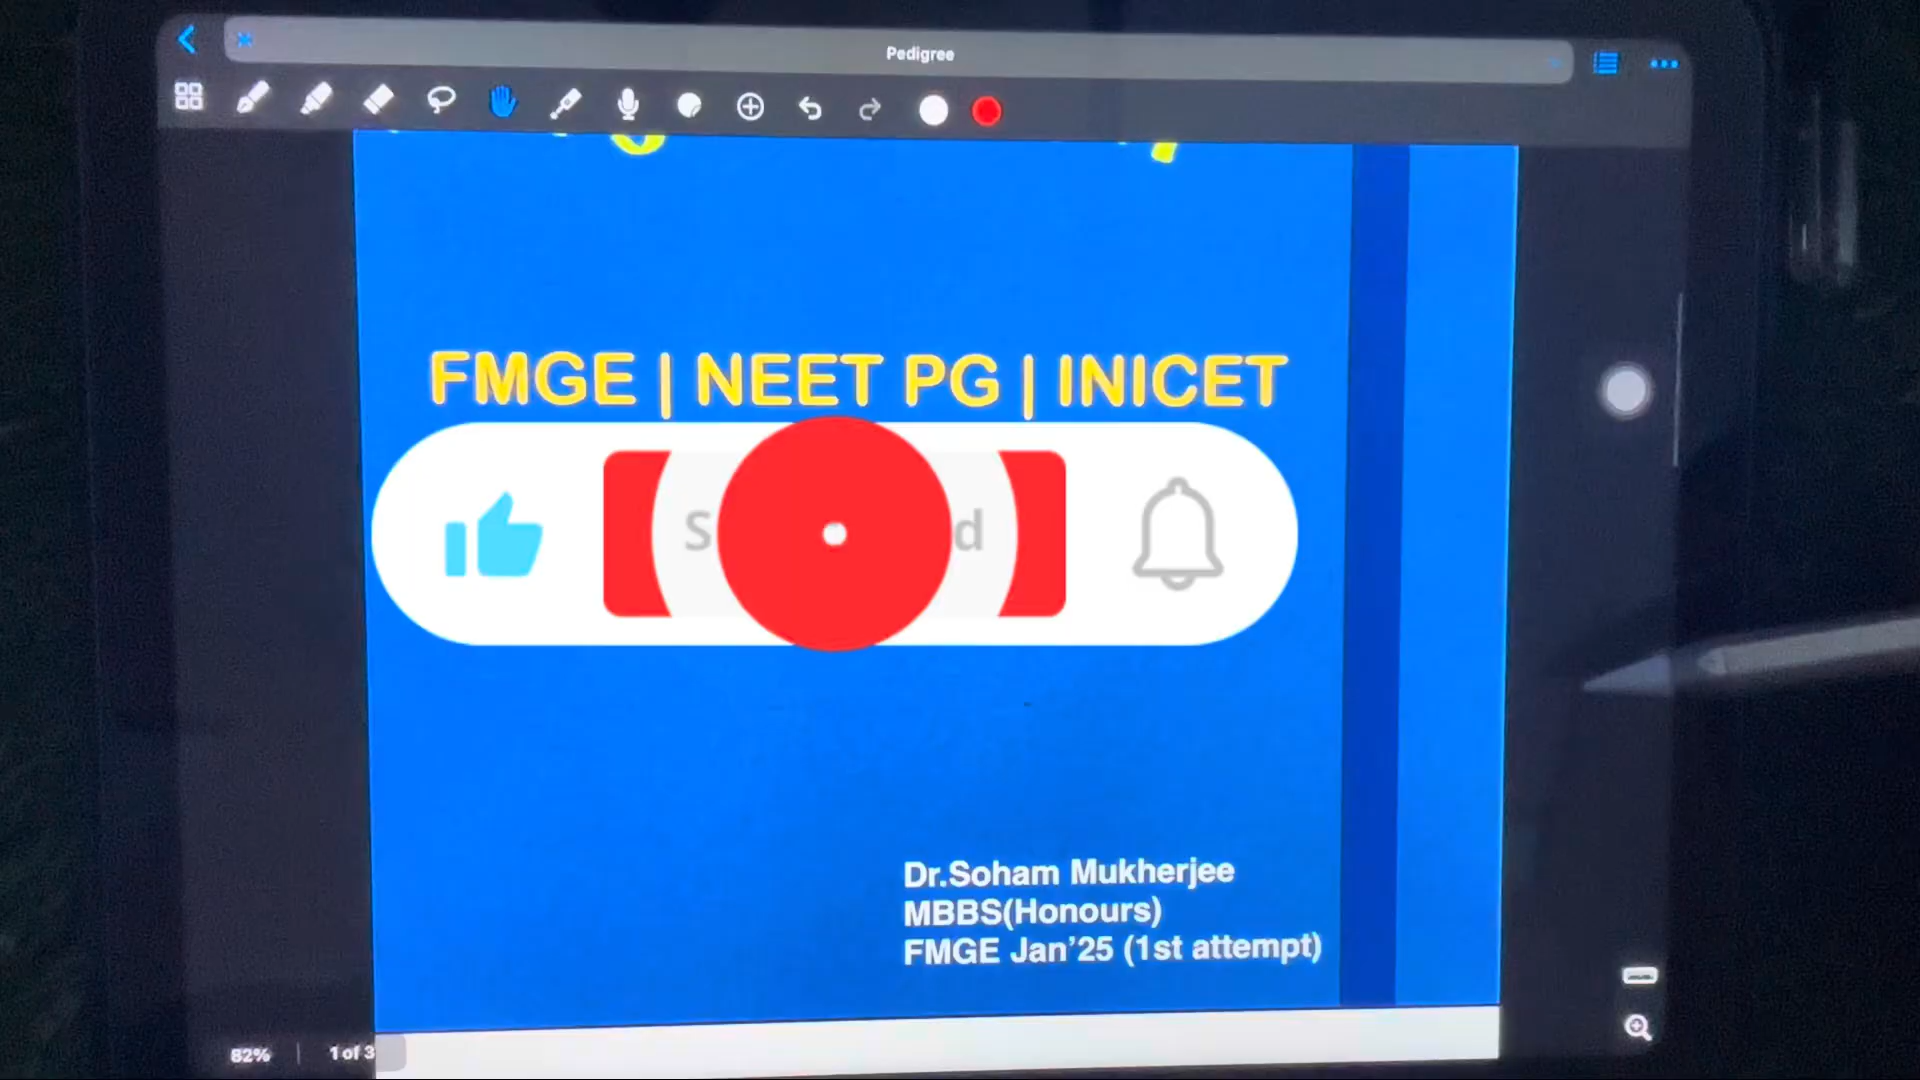 Pedigree
FMGE | NEET PG | INICET
Dr.Soham Mukherjee
MBBS(Honours)
FMGE Jan’25 (1st attempt)
82% | 1 of 3